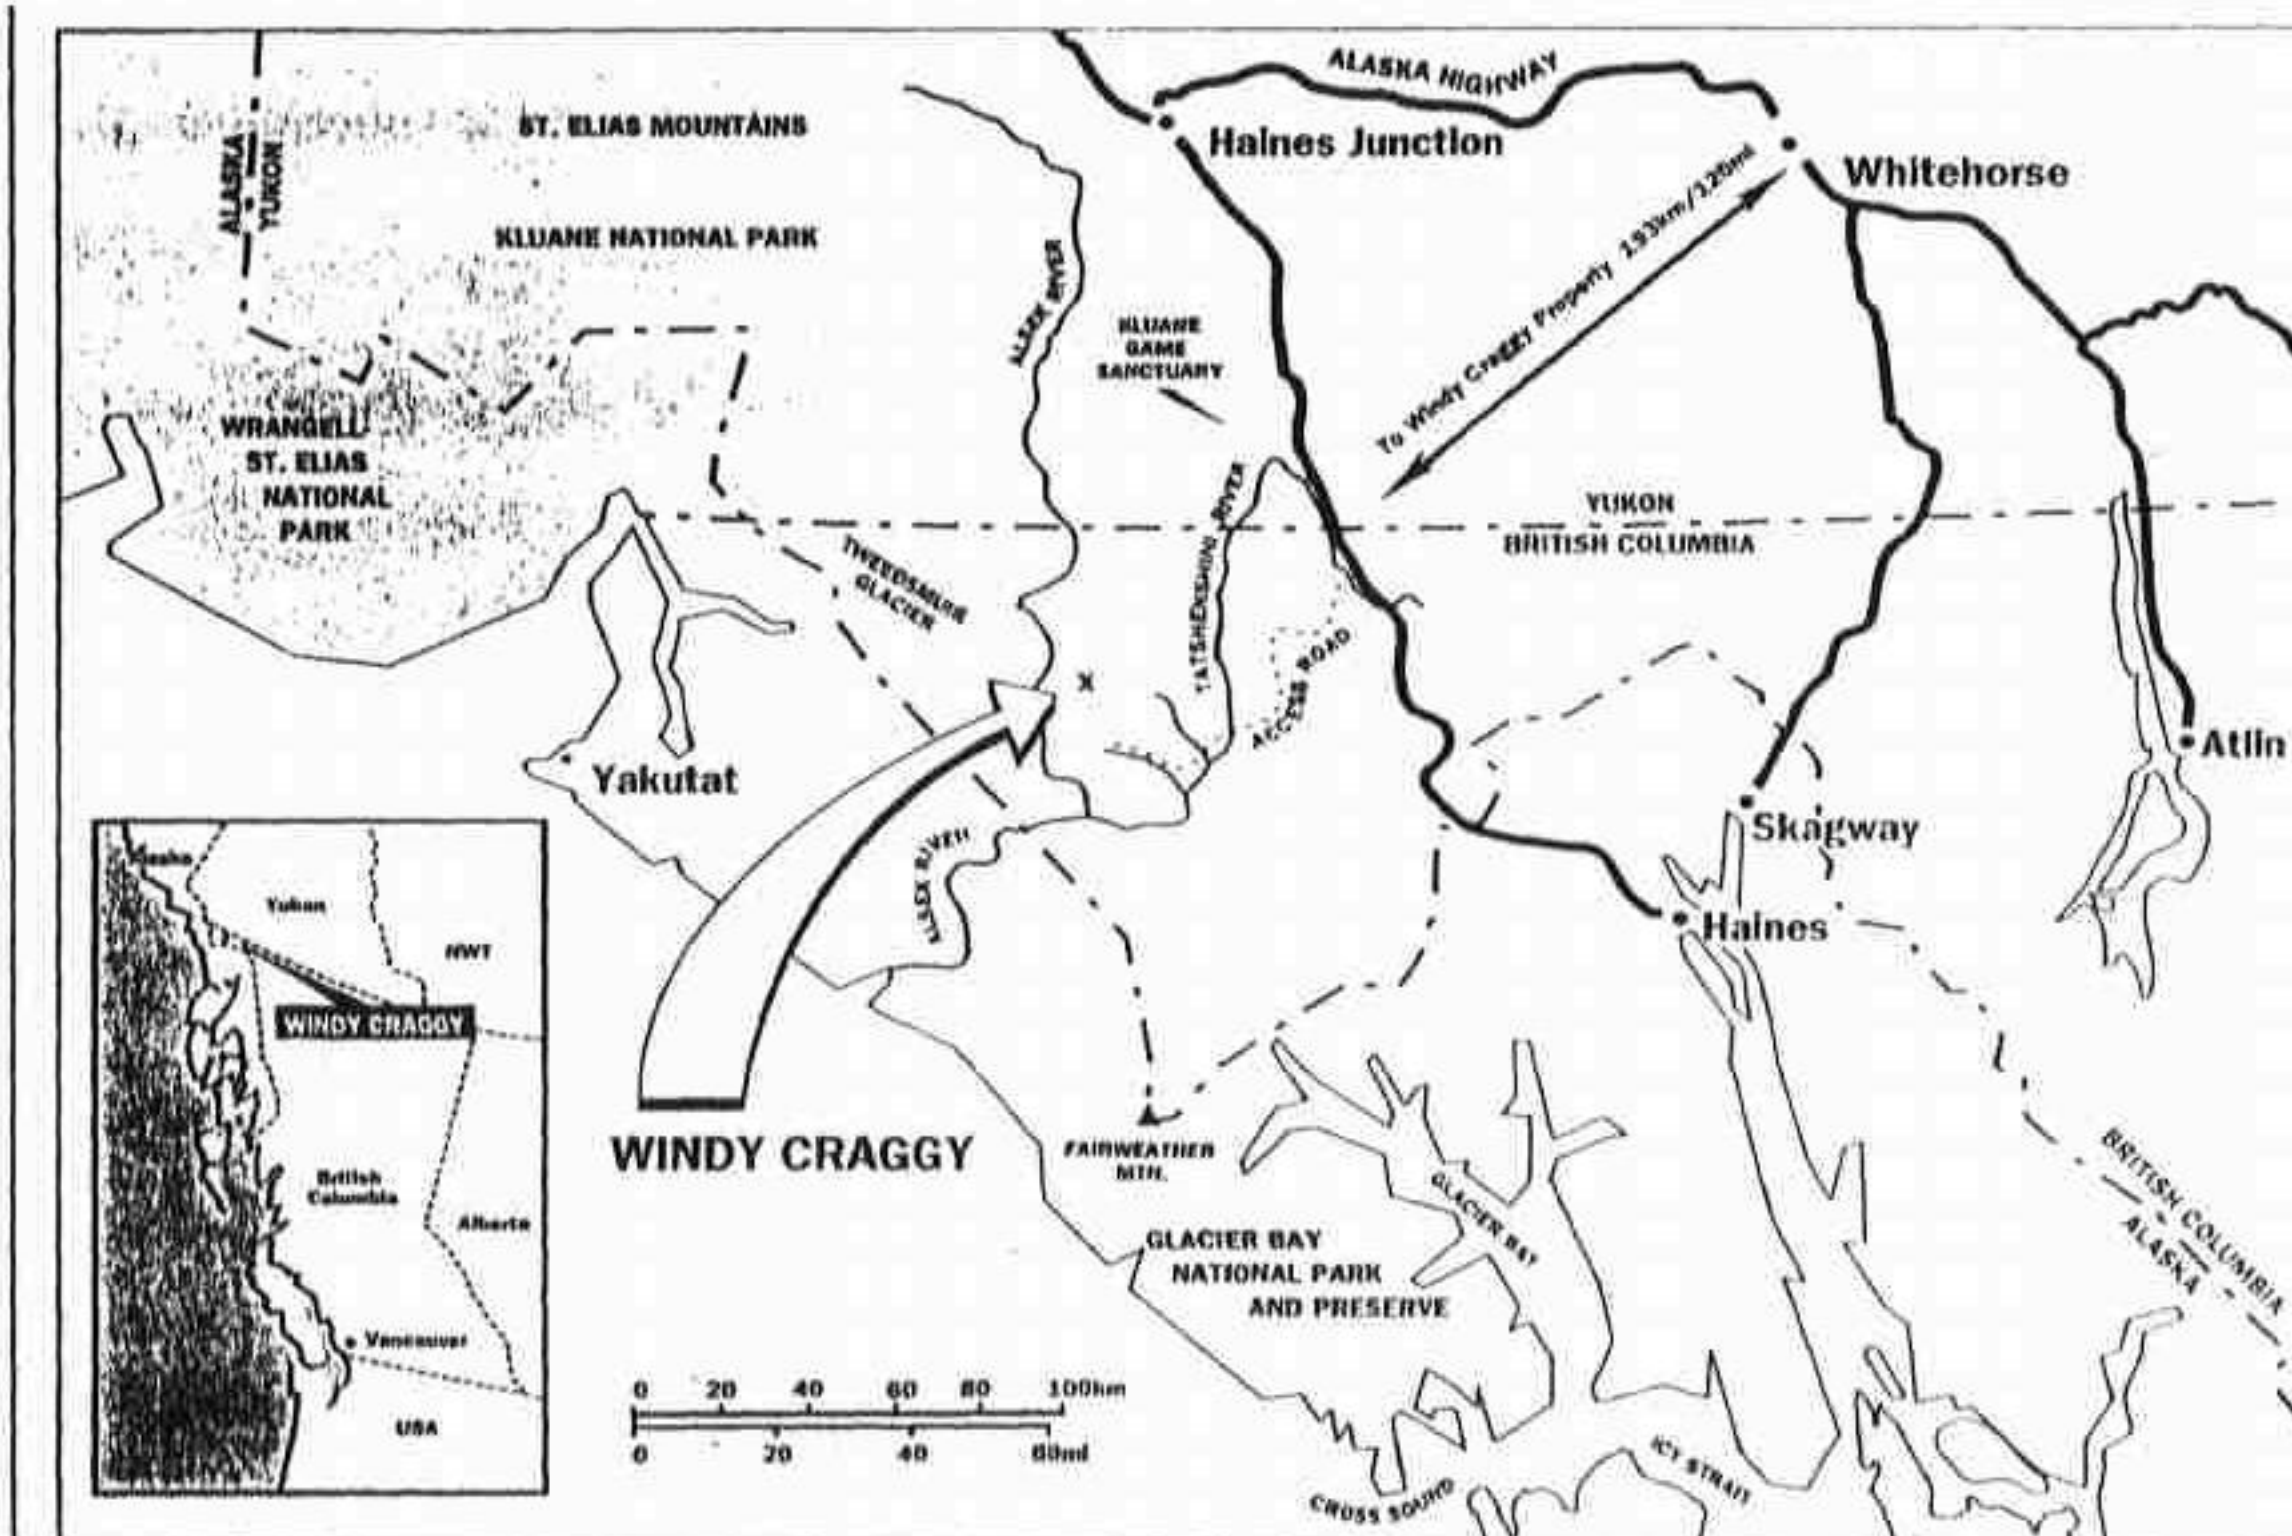 ALASKA HIGHWAY
ST. ELIAS MOUNTAINS
Haines Junction
Whitehorse
ALASKA
YUKON
KLUANE NATIONAL PARK
ALSEK RIVER
To Windy Craggy Property 193km/120mi
KLUANE
GAME
SANCTUARY
WRANGELL-
ST. ELIAS
NATIONAL
PARK
YUKON
BRITISH COLUMBIA
TWEEDSMUIR
GLACIER
TATSHENSHINI RIVER
ACCESS ROAD
X
Yakutat
Atlin
Skagway
ALSEK RIVER
Haines
Alaska
Yukon
NWT
WINDY CRAGGY
British
Columbia
Alberta
Vancouver
USA
WINDY CRAGGY
FAIRWEATHER
MTN.
GLACIER BAY
GLACIER BAY
NATIONAL PARK
AND PRESERVE
BRITISH COLUMBIA
ALASKA
0 20 40 60 80 100km
0 20 40 60mi
CROSS SOUND
ICY STRAIT